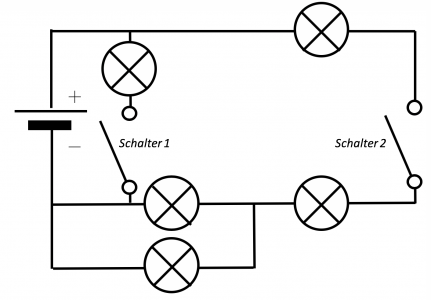 +
Schalter 1
Schalter 2
–